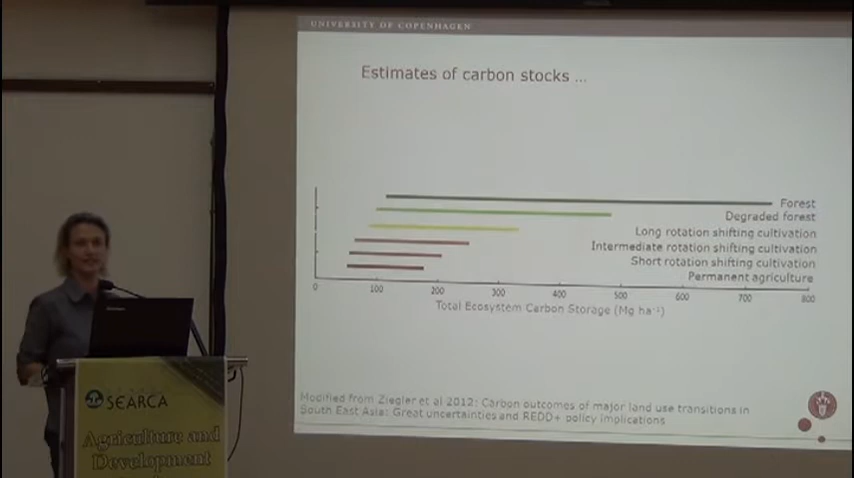 UNIVERSITY OF COPENHAGEN
Estimates of carbon stocks ...
Forest
Degraded forest
Long rotation shifting cultivation
Intermediate rotation shifting cultivation
Short rotation shifting cultivation
Permanent agriculture
0 100 200 300 400 500 600 700 800
Total Ecosystem Carbon Storage (Mg ha⁻¹)
Modified from Ziegler et al 2012: Carbon outcomes of major land use transitions in
South East Asia: Great uncertainties and REDD+ policy implications
SEARCA
Agriculture and
Development